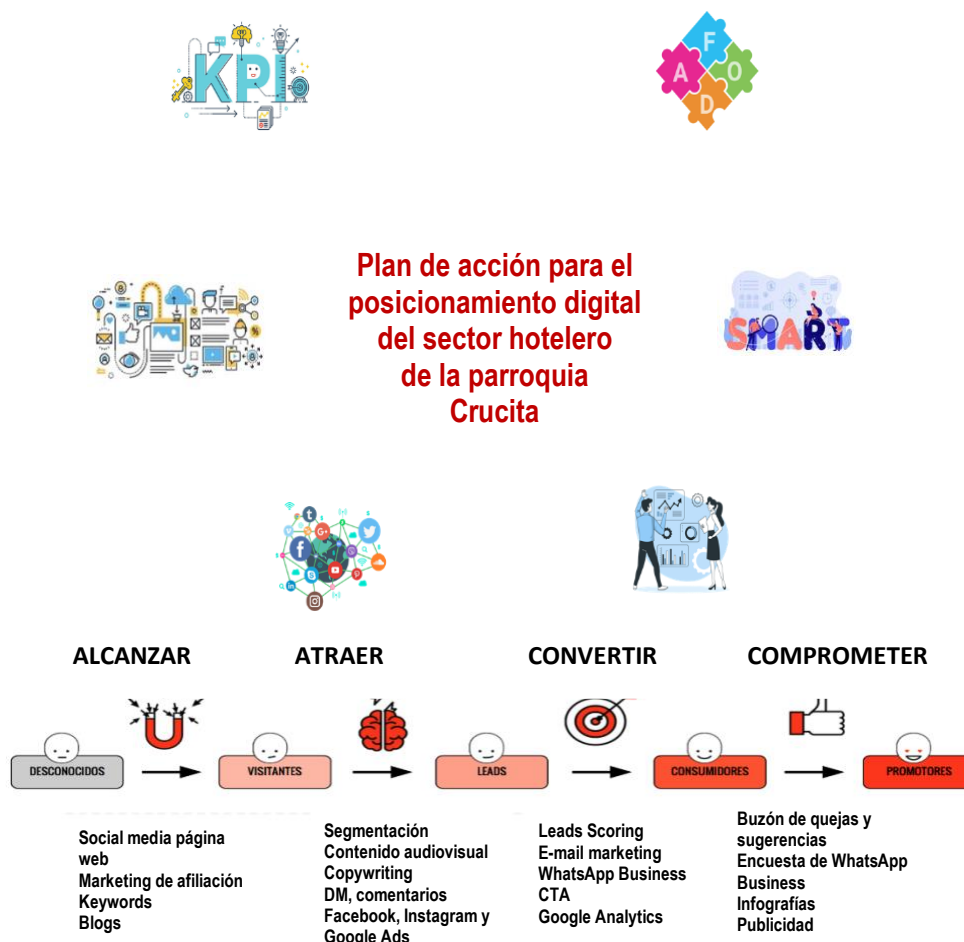 KPI
F
A O
D
Plan de acción para el
posicionamiento digital
del sector hotelero
de la parroquia
Crucita
SMART
ALCANZAR
ATRAER
CONVERTIR
COMPROMETER
DESCONOCIDOS
VISITANTES
LEADS
CONSUMIDORES
PROMOTORES
Social media página
web
Marketing de afiliación
Keywords
Blogs
Segmentación
Contenido audiovisual
Copywriting
DM, comentarios
Facebook, Instagram y
Google Ads
Leads Scoring
E-mail marketing
WhatsApp Business
CTA
Google Analytics
Buzón de quejas y
sugerencias
Encuesta de WhatsApp
Business
Infografías
Publicidad